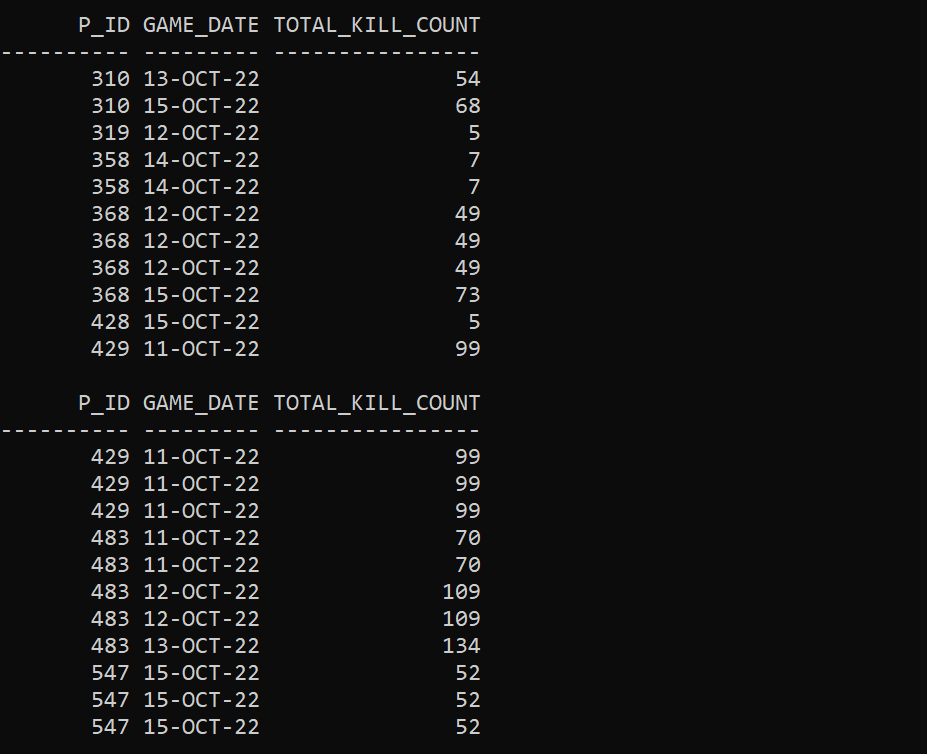 P_ID GAME_DATE TOTAL_KILL_COUNT
---------- --------- ----------------
310 13-OCT-22 54
310 15-OCT-22 68
319 12-OCT-22 5
358 14-OCT-22 7
358 14-OCT-22 7
368 12-OCT-22 49
368 12-OCT-22 49
368 12-OCT-22 49
368 15-OCT-22 73
428 15-OCT-22 5
429 11-OCT-22 99
P_ID GAME_DATE TOTAL_KILL_COUNT
---------- --------- ----------------
429 11-OCT-22 99
429 11-OCT-22 99
429 11-OCT-22 99
483 11-OCT-22 70
483 11-OCT-22 70
483 12-OCT-22 109
483 12-OCT-22 109
483 13-OCT-22 134
547 15-OCT-22 52
547 15-OCT-22 52
547 15-OCT-22 52